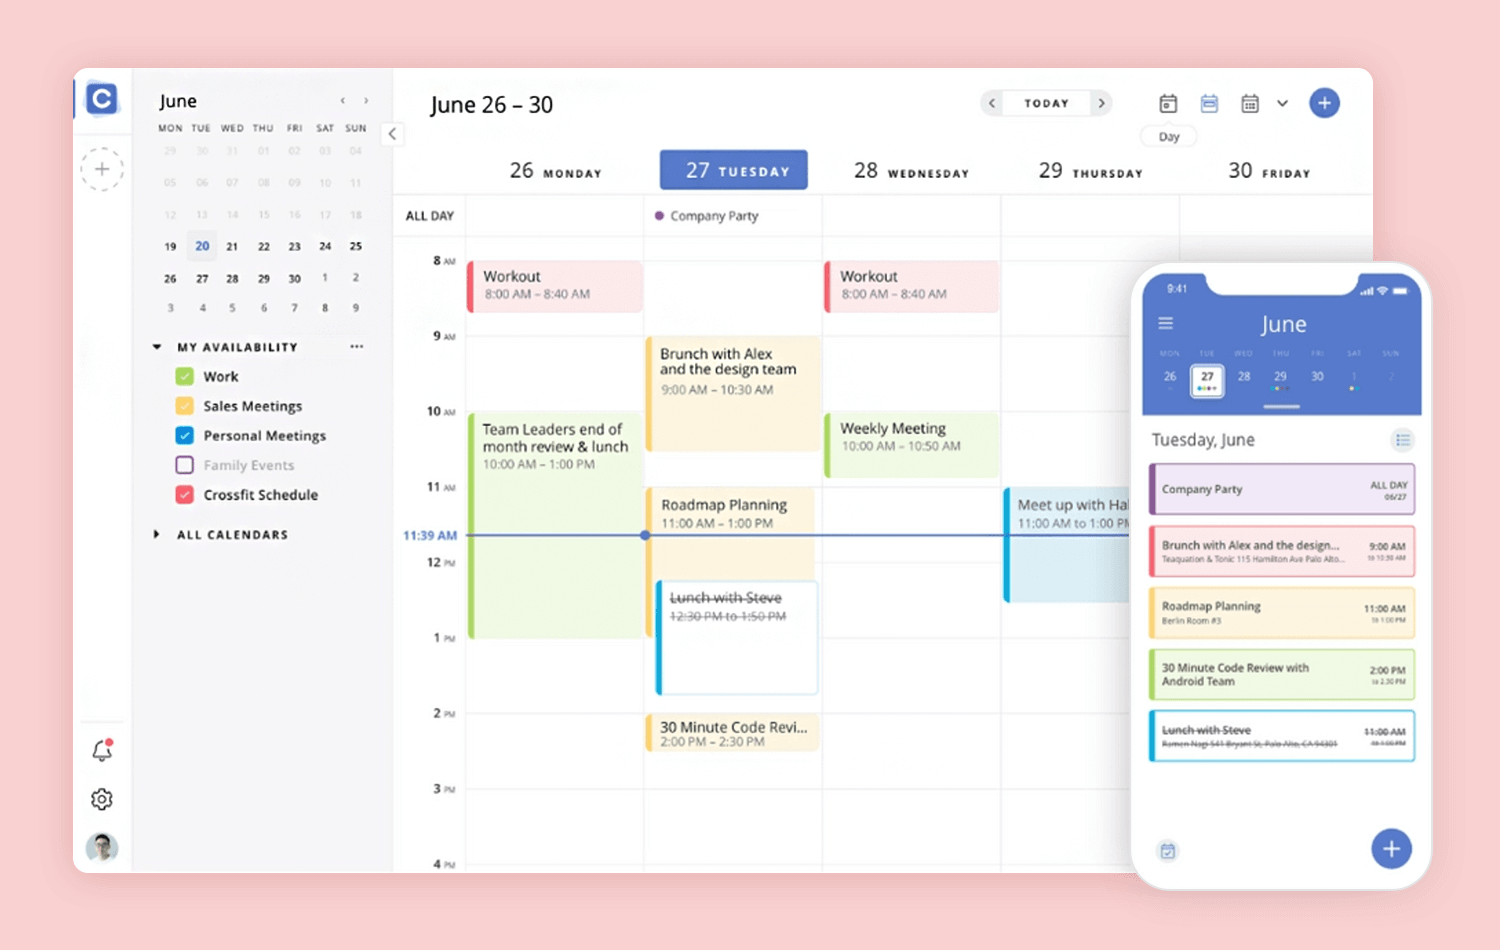 C
June
MON TUE WED THU FRI SAT SUN
29 30 31 01 02 03 04
05 06 07 08 09 10 11
12 13 14 15 16 17 18
19 20 21 22 23 24 25
26 27 28 29 30 1 2
3 4 5 6 7 8 9
MY AVAILABILITY
Work
Sales Meetings
Personal Meetings
Family Events
Crossfit Schedule
ALL CALENDARS
June 26 – 30
TODAY
Day
26 MONDAY
27 TUESDAY
28 WEDNESDAY
29 THURSDAY
30 FRIDAY
ALL DAY
Company Party
8 AM
9 AM
10 AM
11 AM
11:39 AM
12 PM
1 PM
2 PM
3 PM
4 PM
Workout
8:00 AM – 8:40 AM
Team Leaders end of
month review & lunch
10:00 AM – 1:00 PM
Brunch with Alex
and the design team
9:00 AM – 10:30 AM
Roadmap Planning
11:00 AM – 1:00 PM
Lunch with Steve
12:30 PM to 1:50 PM
30 Minute Code Revi...
2:00 PM – 2:30 PM
Workout
8:00 AM – 8:40 AM
Weekly Meeting
10:00 AM – 10:50 AM
Meet up with Hal
11:00 AM to 1:00 PM
9:41
June
MON TUE WED THU FRI SAT SUN
26 27 28 29 30 1 2
Tuesday, June
Company Party
ALL DAY
06/27
Brunch with Alex and the design...
Teaquation & Tonic 115 Hamilton Ave Palo Alto...
9:00 AM
to 10:30 AM
Roadmap Planning
Berlin Room #3
11:00 AM
to 1:00 PM
30 Minute Code Review with
Android Team
2:00 PM
to 2:30 PM
Lunch with Steve
Ramen Nagi 541 Bryant St, Palo Alto, CA 94301
11:00 AM
to 1:00 PM